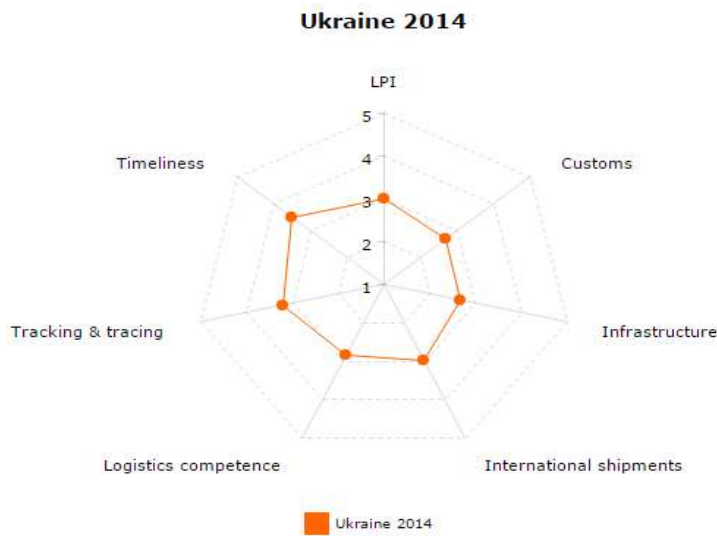 Ukraine 2014
LPI
5
Timeliness
4
Customs
3
2
1
Tracking & tracing
Infrastructure
Logistics competence
International shipments
Ukraine 2014